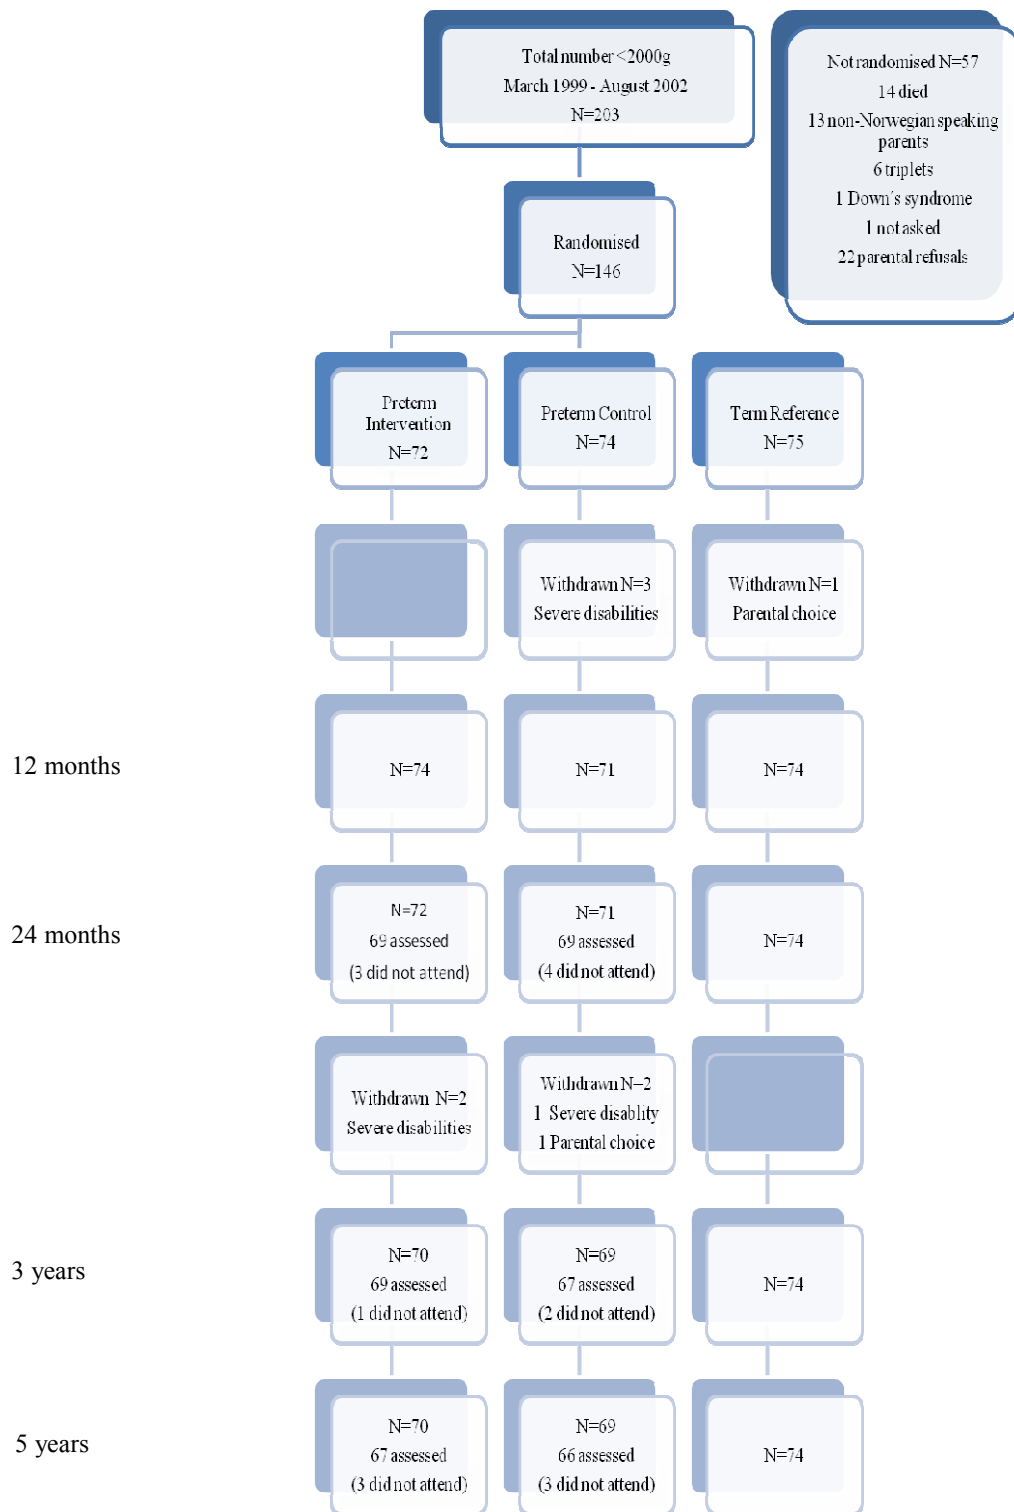 Total number <2000g
March 1999 - August 2002
N=203
Not randomised N=57
14 died
13 non-Norwegian speaking
parents
6 triplets
1 Down´s syndrome
1 not asked
22 parental refusals
Randomised
N=146
Preterm
Intervention
N=72
Preterm Control
N=74
Term Reference
N=75
Withdrawn N=3
Severe disabilities
Withdrawn N=1
Parental choice
12 months
N=74
N=71
N=74
24 months
N=72
69 assessed
(3 did not attend)
N=71
69 assessed
(4 did not attend)
N=74
Withdrawn N=2
Severe disabilities
Withdrawn N=2
1 Severe disablity
1 Parental choice
3 years
N=70
69 assessed
(1 did not attend)
N=69
67 assessed
(2 did not attend)
N=74
5 years
N=70
67 assessed
(3 did not attend)
N=69
66 assessed
(3 did not attend)
N=74